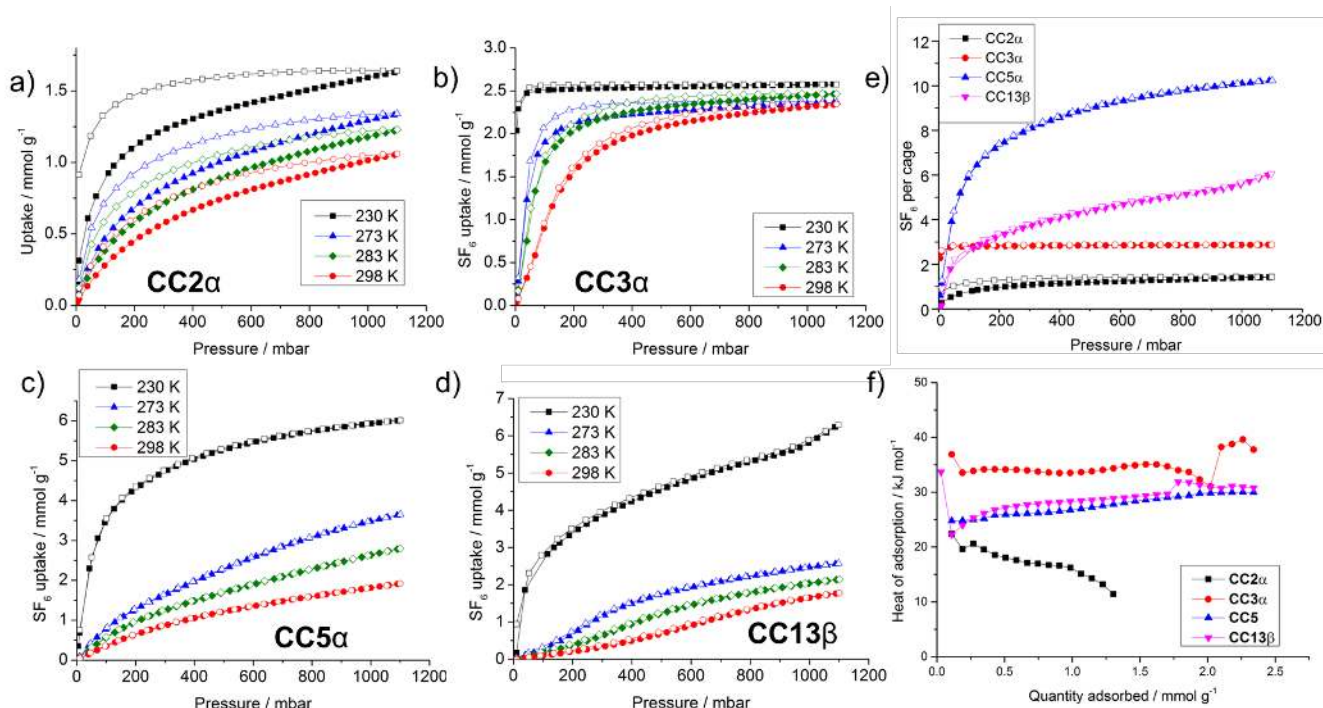 a)
Uptake / mmol g-1
1.5
1.0
0.5
0.0
0 200 400 600 800 1000 1200
Pressure / mbar
230 K
273 K
283 K
298 K
CC2α
b)
SF6 uptake / mmol g-1
3.0
2.5
2.0
1.5
1.0
0.5
0.0
0 200 400 600 800 1000 1200
Pressure / mbar
230 K
273 K
283 K
298 K
CC3α
e)
SF6 per cage
14
12
10
8
6
4
2
0
0 200 400 600 800 1000 1200
Pressure / mbar
CC2α
CC3α
CC5α
CC13β
c)
SF6 uptake / mmol g-1
6
5
4
3
2
1
0
0 200 400 600 800 1000 1200
Pressure / mbar
230 K
273 K
283 K
298 K
CC5α
d)
SF6 uptake / mmol g-1
7
6
5
4
3
2
1
0
0 200 400 600 800 1000 1200
Pressure / mbar
230 K
273 K
283 K
298 K
CC13β
f)
Heat of adsorption / kJ mol-1
50
40
30
20
10
0
0.0 0.5 1.0 1.5 2.0 2.5
Quantity adsorbed / mmol g-1
CC2α
CC3α
CC5
CC13β